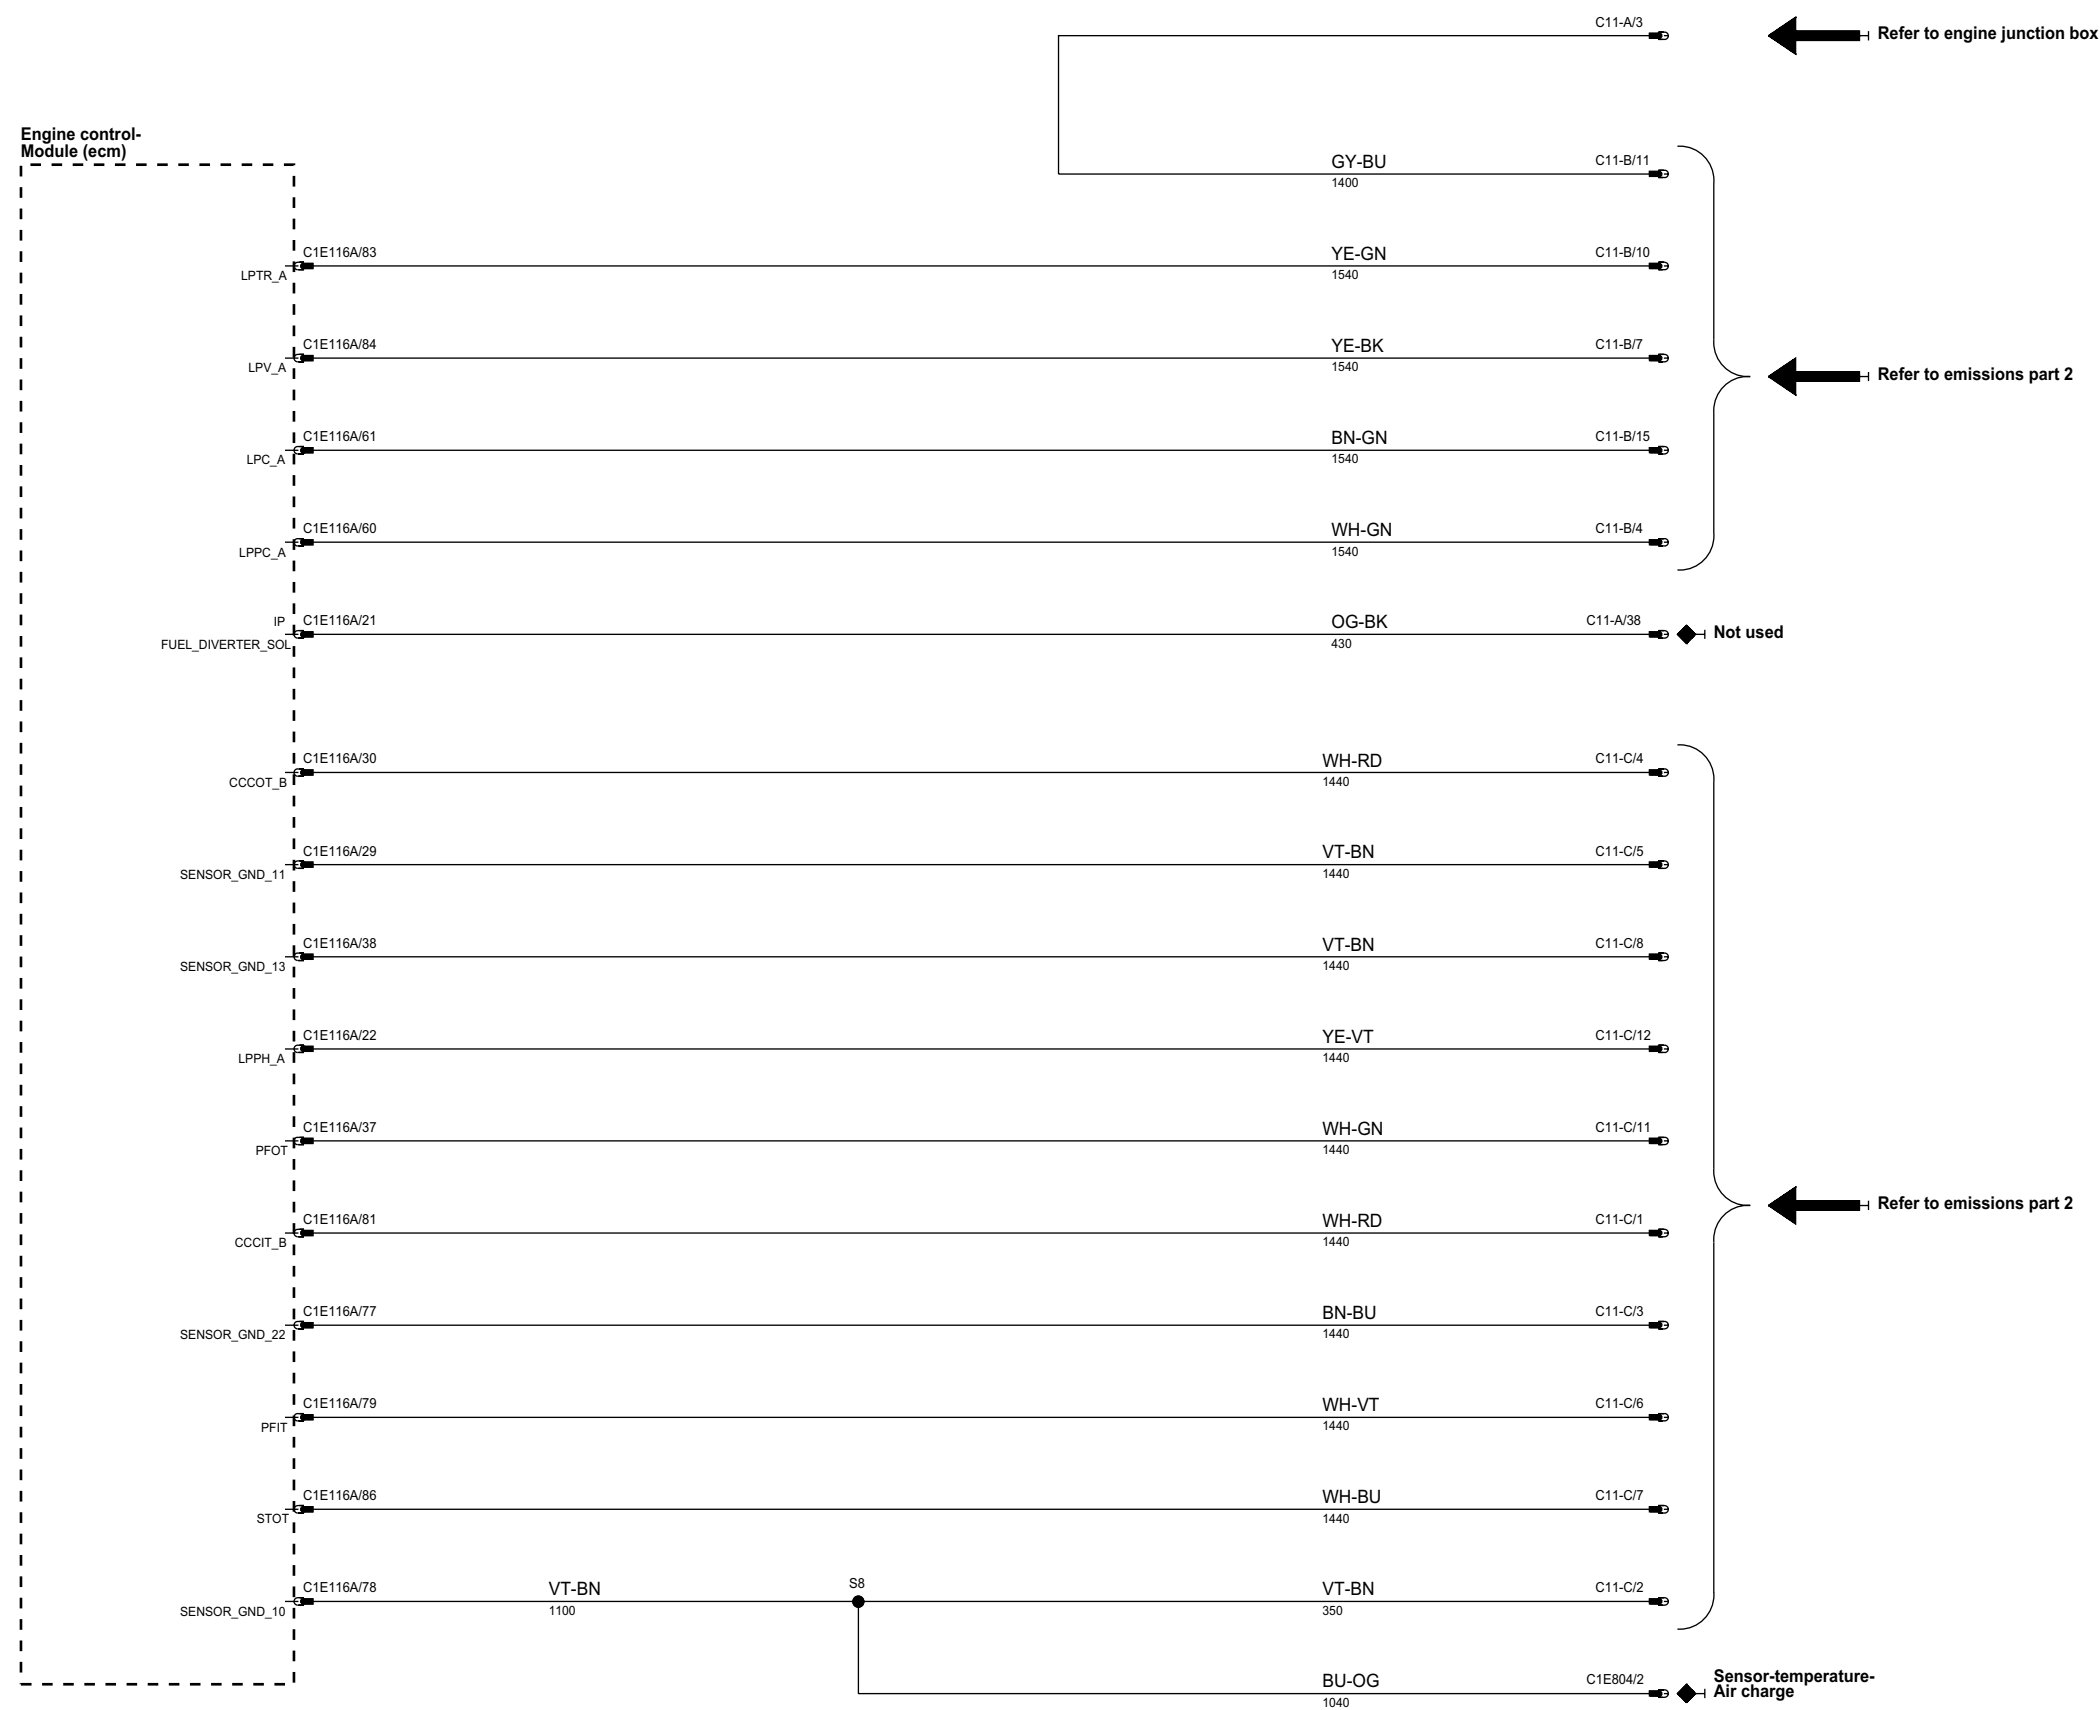 C11-A/3
Refer to engine junction box
Engine control-
Module (ecm)
GY-BU
C11-B/11
1400
C1E116A/83
YE-GN
C11-B/10
LPTR_A
1540
C1E116A/84
YE-BK
C11-B/7
LPV_A
1540
Refer to emissions part 2
C1E116A/61
BN-GN
C11-B/15
LPC_A
1540
C1E116A/60
WH-GN
C11-B/4
LPPC_A
1540
IP
C1E116A/21
OG-BK
C11-A/38
Not used
FUEL_DIVERTER_SOL
430
C1E116A/30
WH-RD
C11-C/4
CCCOT_B
1440
C1E116A/29
VT-BN
C11-C/5
SENSOR_GND_11
1440
C1E116A/38
VT-BN
C11-C/8
SENSOR_GND_13
1440
C1E116A/22
YE-VT
C11-C/12
LPPH_A
1440
C1E116A/37
WH-GN
C11-C/11
PFOT
1440
Refer to emissions part 2
C1E116A/81
WH-RD
C11-C/1
CCCIT_B
1440
C1E116A/77
BN-BU
C11-C/3
SENSOR_GND_22
1440
C1E116A/79
WH-VT
C11-C/6
PFIT
1440
C1E116A/86
WH-BU
C11-C/7
STOT
1440
C1E116A/78
VT-BN
S8
VT-BN
C11-C/2
SENSOR_GND_10
1100
350
BU-OG
C1E804/2
1040
Sensor-temperature-
Air charge